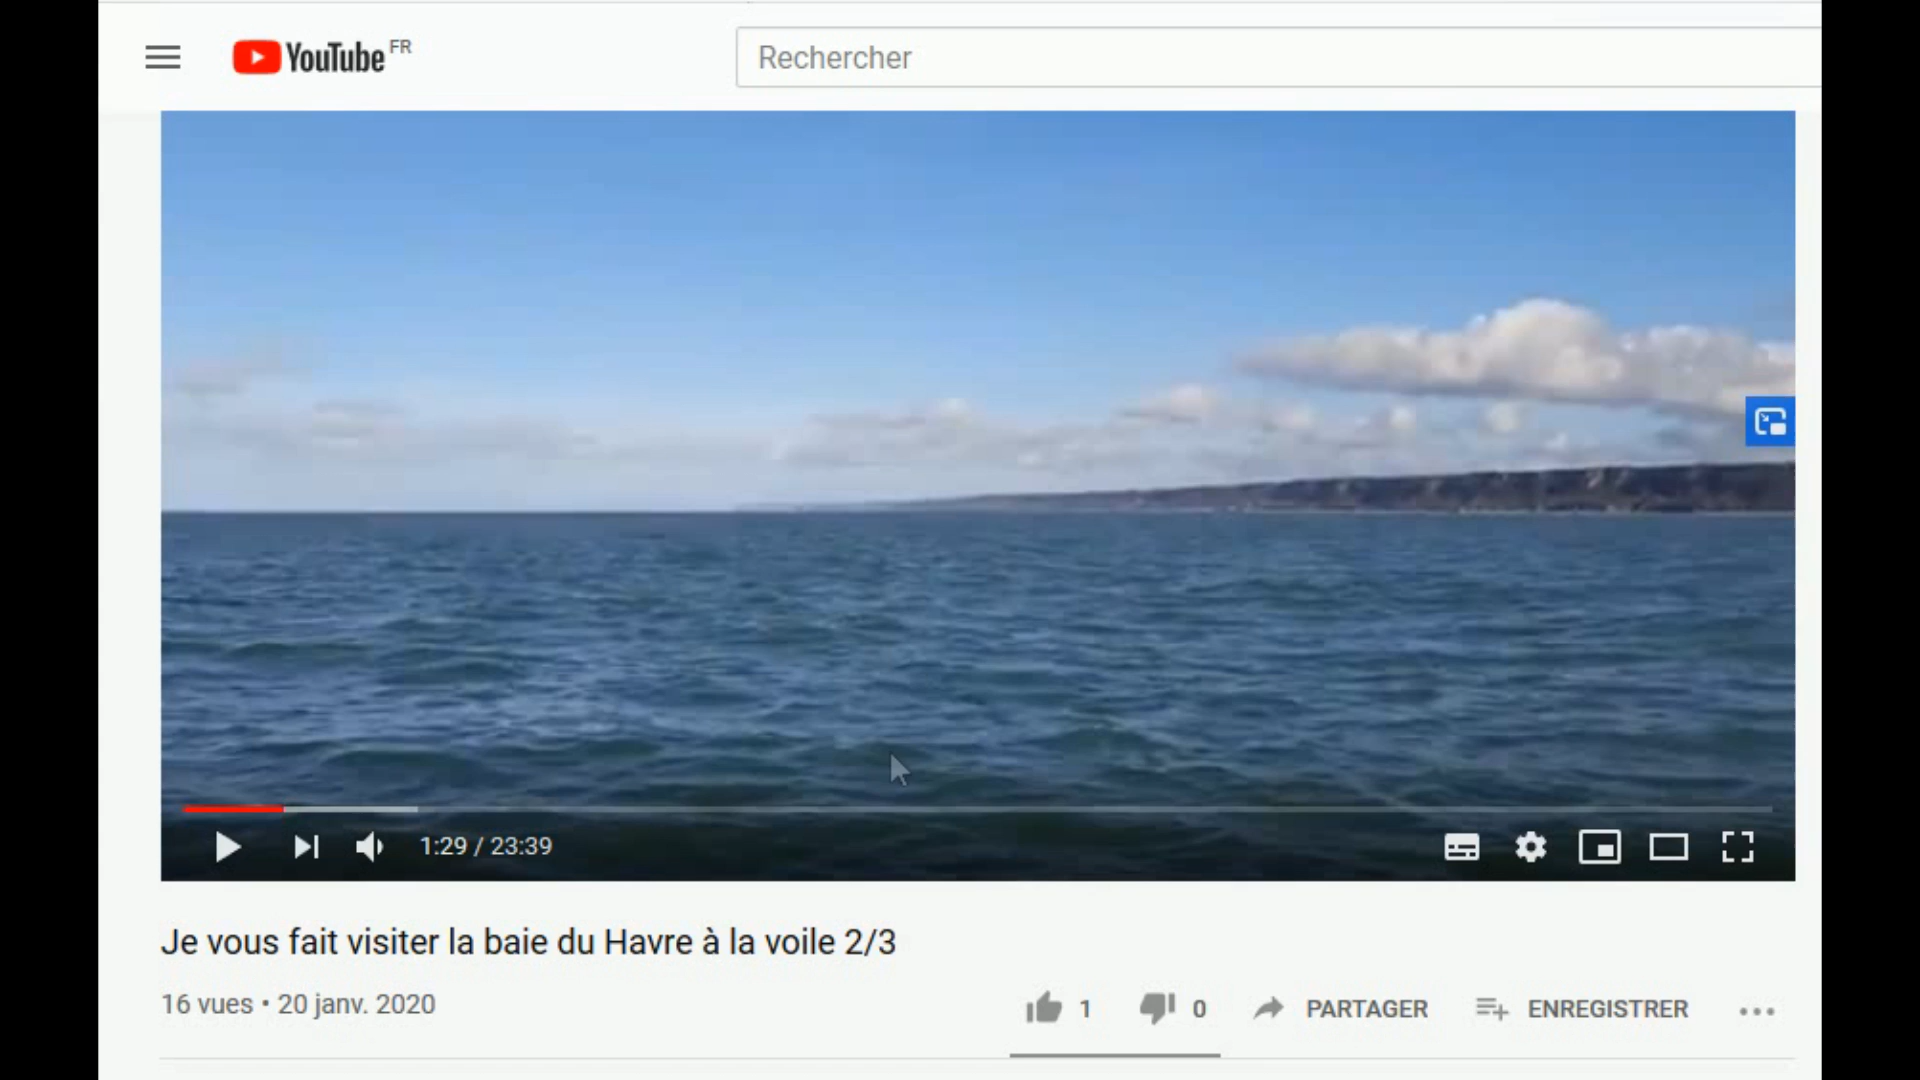 YouTube FR
Rechercher
1:29 / 23:39
Je vous fait visiter la baie du Havre à la voile 2/3
16 vues • 20 janv. 2020
1 0 PARTAGER ENREGISTRER